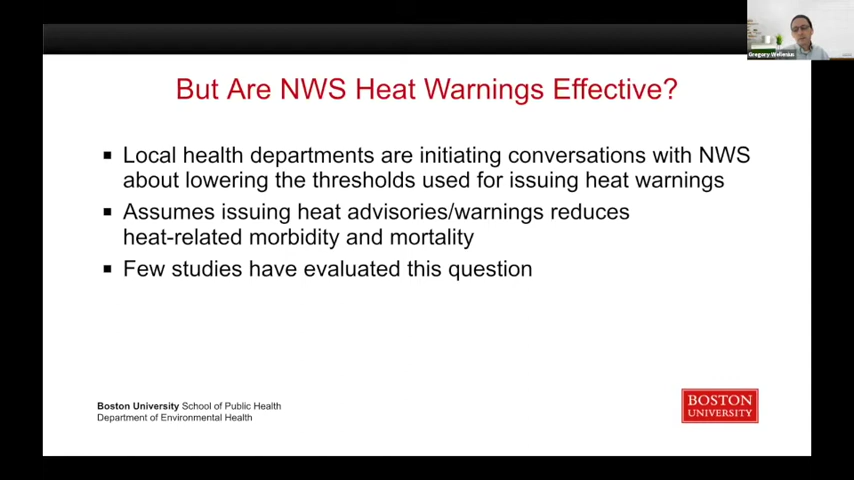 Gregory Wellenius
But Are NWS Heat Warnings Effective?
Local health departments are initiating conversations with NWS
about lowering the thresholds used for issuing heat warnings
Assumes issuing heat advisories/warnings reduces
heat-related morbidity and mortality
Few studies have evaluated this question
Boston University School of Public Health
Department of Environmental Health
BOSTON
UNIVERSITY